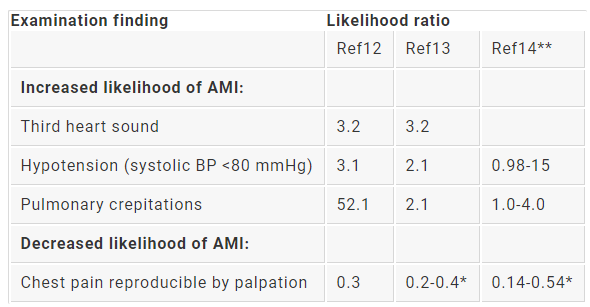 Examination finding Likelihood ratio
Ref12 Ref13 Ref14**
Increased likelihood of AMI:
Third heart sound 3.2 3.2
Hypotension (systolic BP <80 mmHg) 3.1 2.1 0.98-15
Pulmonary crepitations 52.1 2.1 1.0-4.0
Decreased likelihood of AMI:
Chest pain reproducible by palpation 0.3 0.2-0.4* 0.14-0.54*